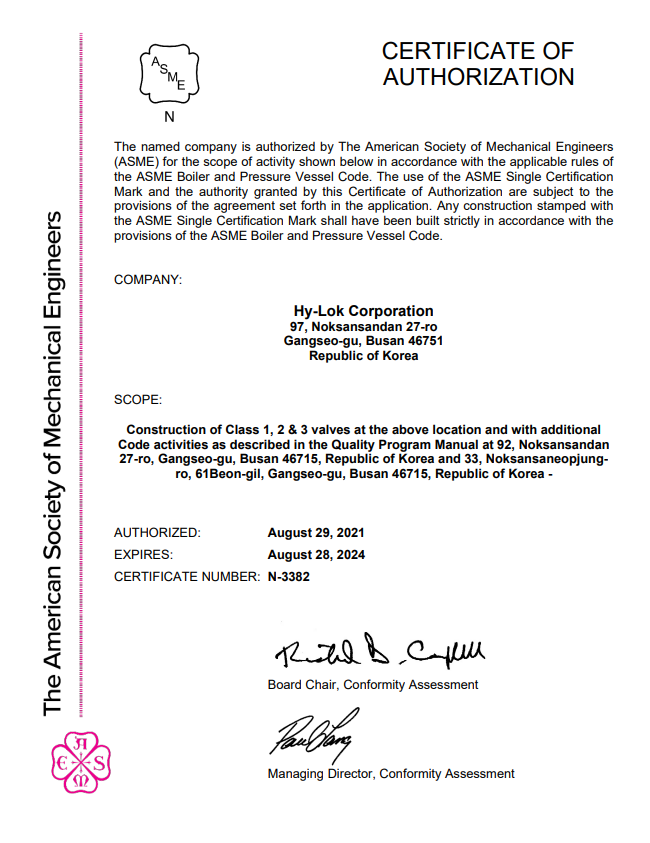 The American Society of Mechanical Engineers
ASME
N
CERTIFICATE OF
AUTHORIZATION
The named company is authorized by The American Society of Mechanical Engineers
(ASME) for the scope of activity shown below in accordance with the applicable rules of
the ASME Boiler and Pressure Vessel Code. The use of the ASME Single Certification
Mark and the authority granted by this Certificate of Authorization are subject to the
provisions of the agreement set forth in the application. Any construction stamped with
the ASME Single Certification Mark shall have been built strictly in accordance with the
provisions of the ASME Boiler and Pressure Vessel Code.
COMPANY:
Hy-Lok Corporation
97, Noksansandan 27-ro
Gangseo-gu, Busan 46751
Republic of Korea
SCOPE:
Construction of Class 1, 2 & 3 valves at the above location and with additional
Code activities as described in the Quality Program Manual at 92, Noksansandan
27-ro, Gangseo-gu, Busan 46715, Republic of Korea and 33, Noksansaneopjung-
ro, 61Beon-gil, Gangseo-gu, Busan 46715, Republic of Korea -
AUTHORIZED: August 29, 2021
EXPIRES: August 28, 2024
CERTIFICATE NUMBER: N-3382
Board Chair, Conformity Assessment
Managing Director, Conformity Assessment
ASME